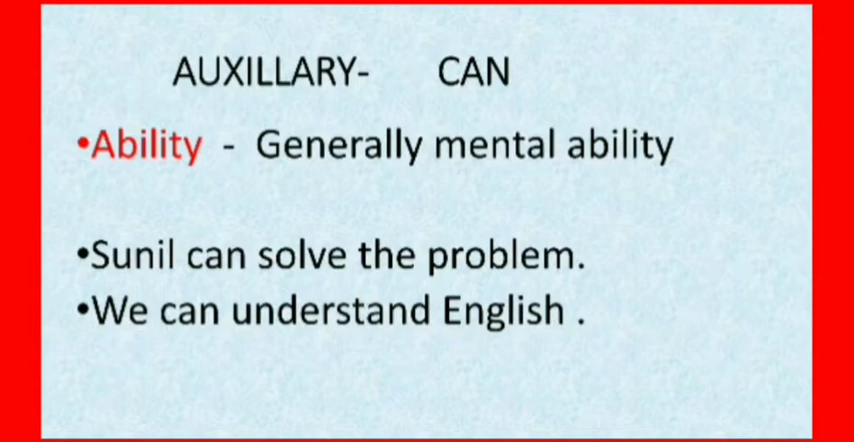 AUXILLARY- CAN
•Ability - Generally mental ability
•Sunil can solve the problem.
•We can understand English .